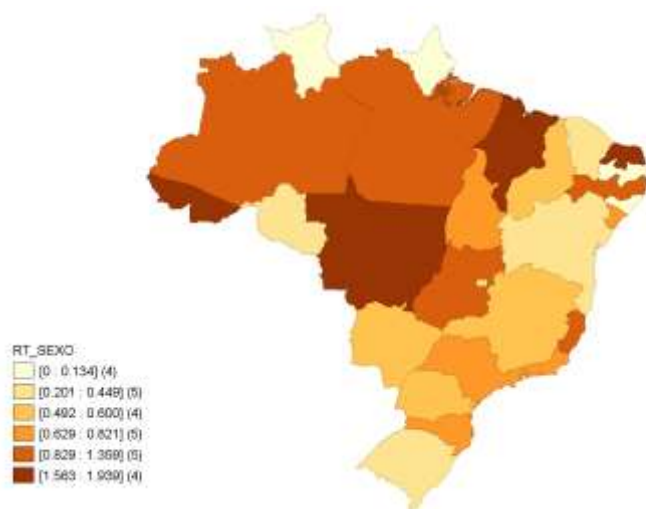 RT_SEXO
[0 : 0.134] (4)
[0.201 : 0.449] (5)
[0.492 : 0.600] (4)
[0.629 : 0.821] (5)
[0.829 : 1.369] (5)
[1.563 : 1.939] (4)